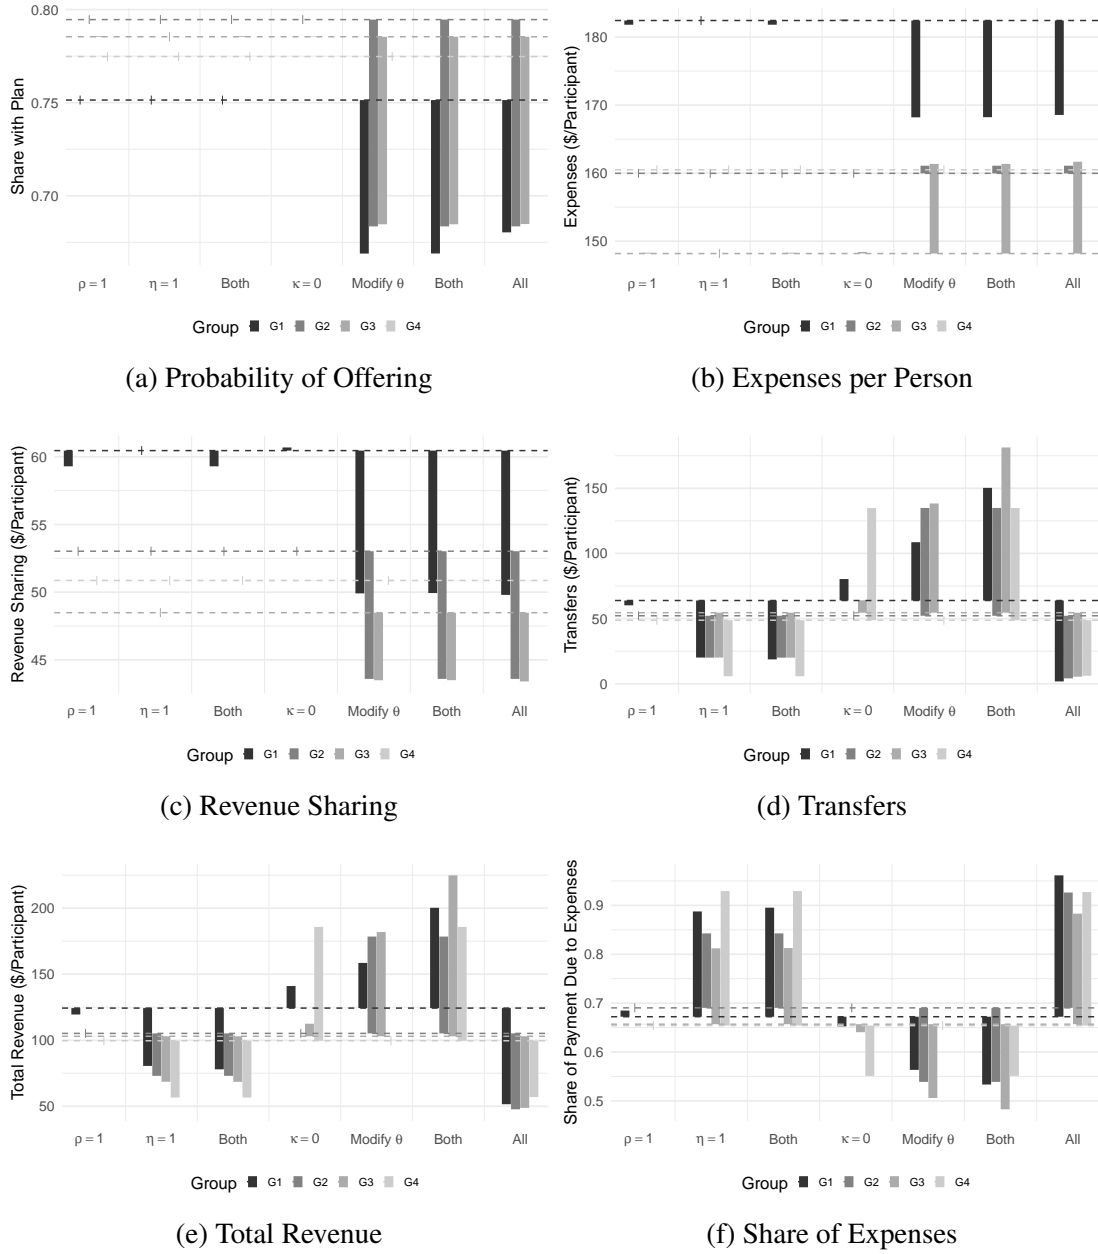 Share with Plan
0.80
0.75
0.70
ρ = 1
η = 1
Both
κ = 0
Modify θ
Both
All
Group G1 G2 G3 G4
(a) Probability of Offering
Expenses ($/Participant)
180
170
160
150
ρ = 1
η = 1
Both
κ = 0
Modify θ
Both
All
Group G1 G2 G3 G4
(b) Expenses per Person
Revenue Sharing ($/Participant)
60
55
50
45
ρ = 1
η = 1
Both
κ = 0
Modify θ
Both
All
Group G1 G2 G3 G4
(c) Revenue Sharing
Transfers ($/Participant)
150
100
50
0
ρ = 1
η = 1
Both
κ = 0
Modify θ
Both
All
Group G1 G2 G3 G4
(d) Transfers
Total Revenue ($/Participant)
200
150
100
50
ρ = 1
η = 1
Both
κ = 0
Modify θ
Both
All
Group G1 G2 G3 G4
(e) Total Revenue
Share of Payment Due to Expenses
0.9
0.8
0.7
0.6
0.5
ρ = 1
η = 1
Both
κ = 0
Modify θ
Both
All
Group G1 G2 G3 G4
(f) Share of Expenses